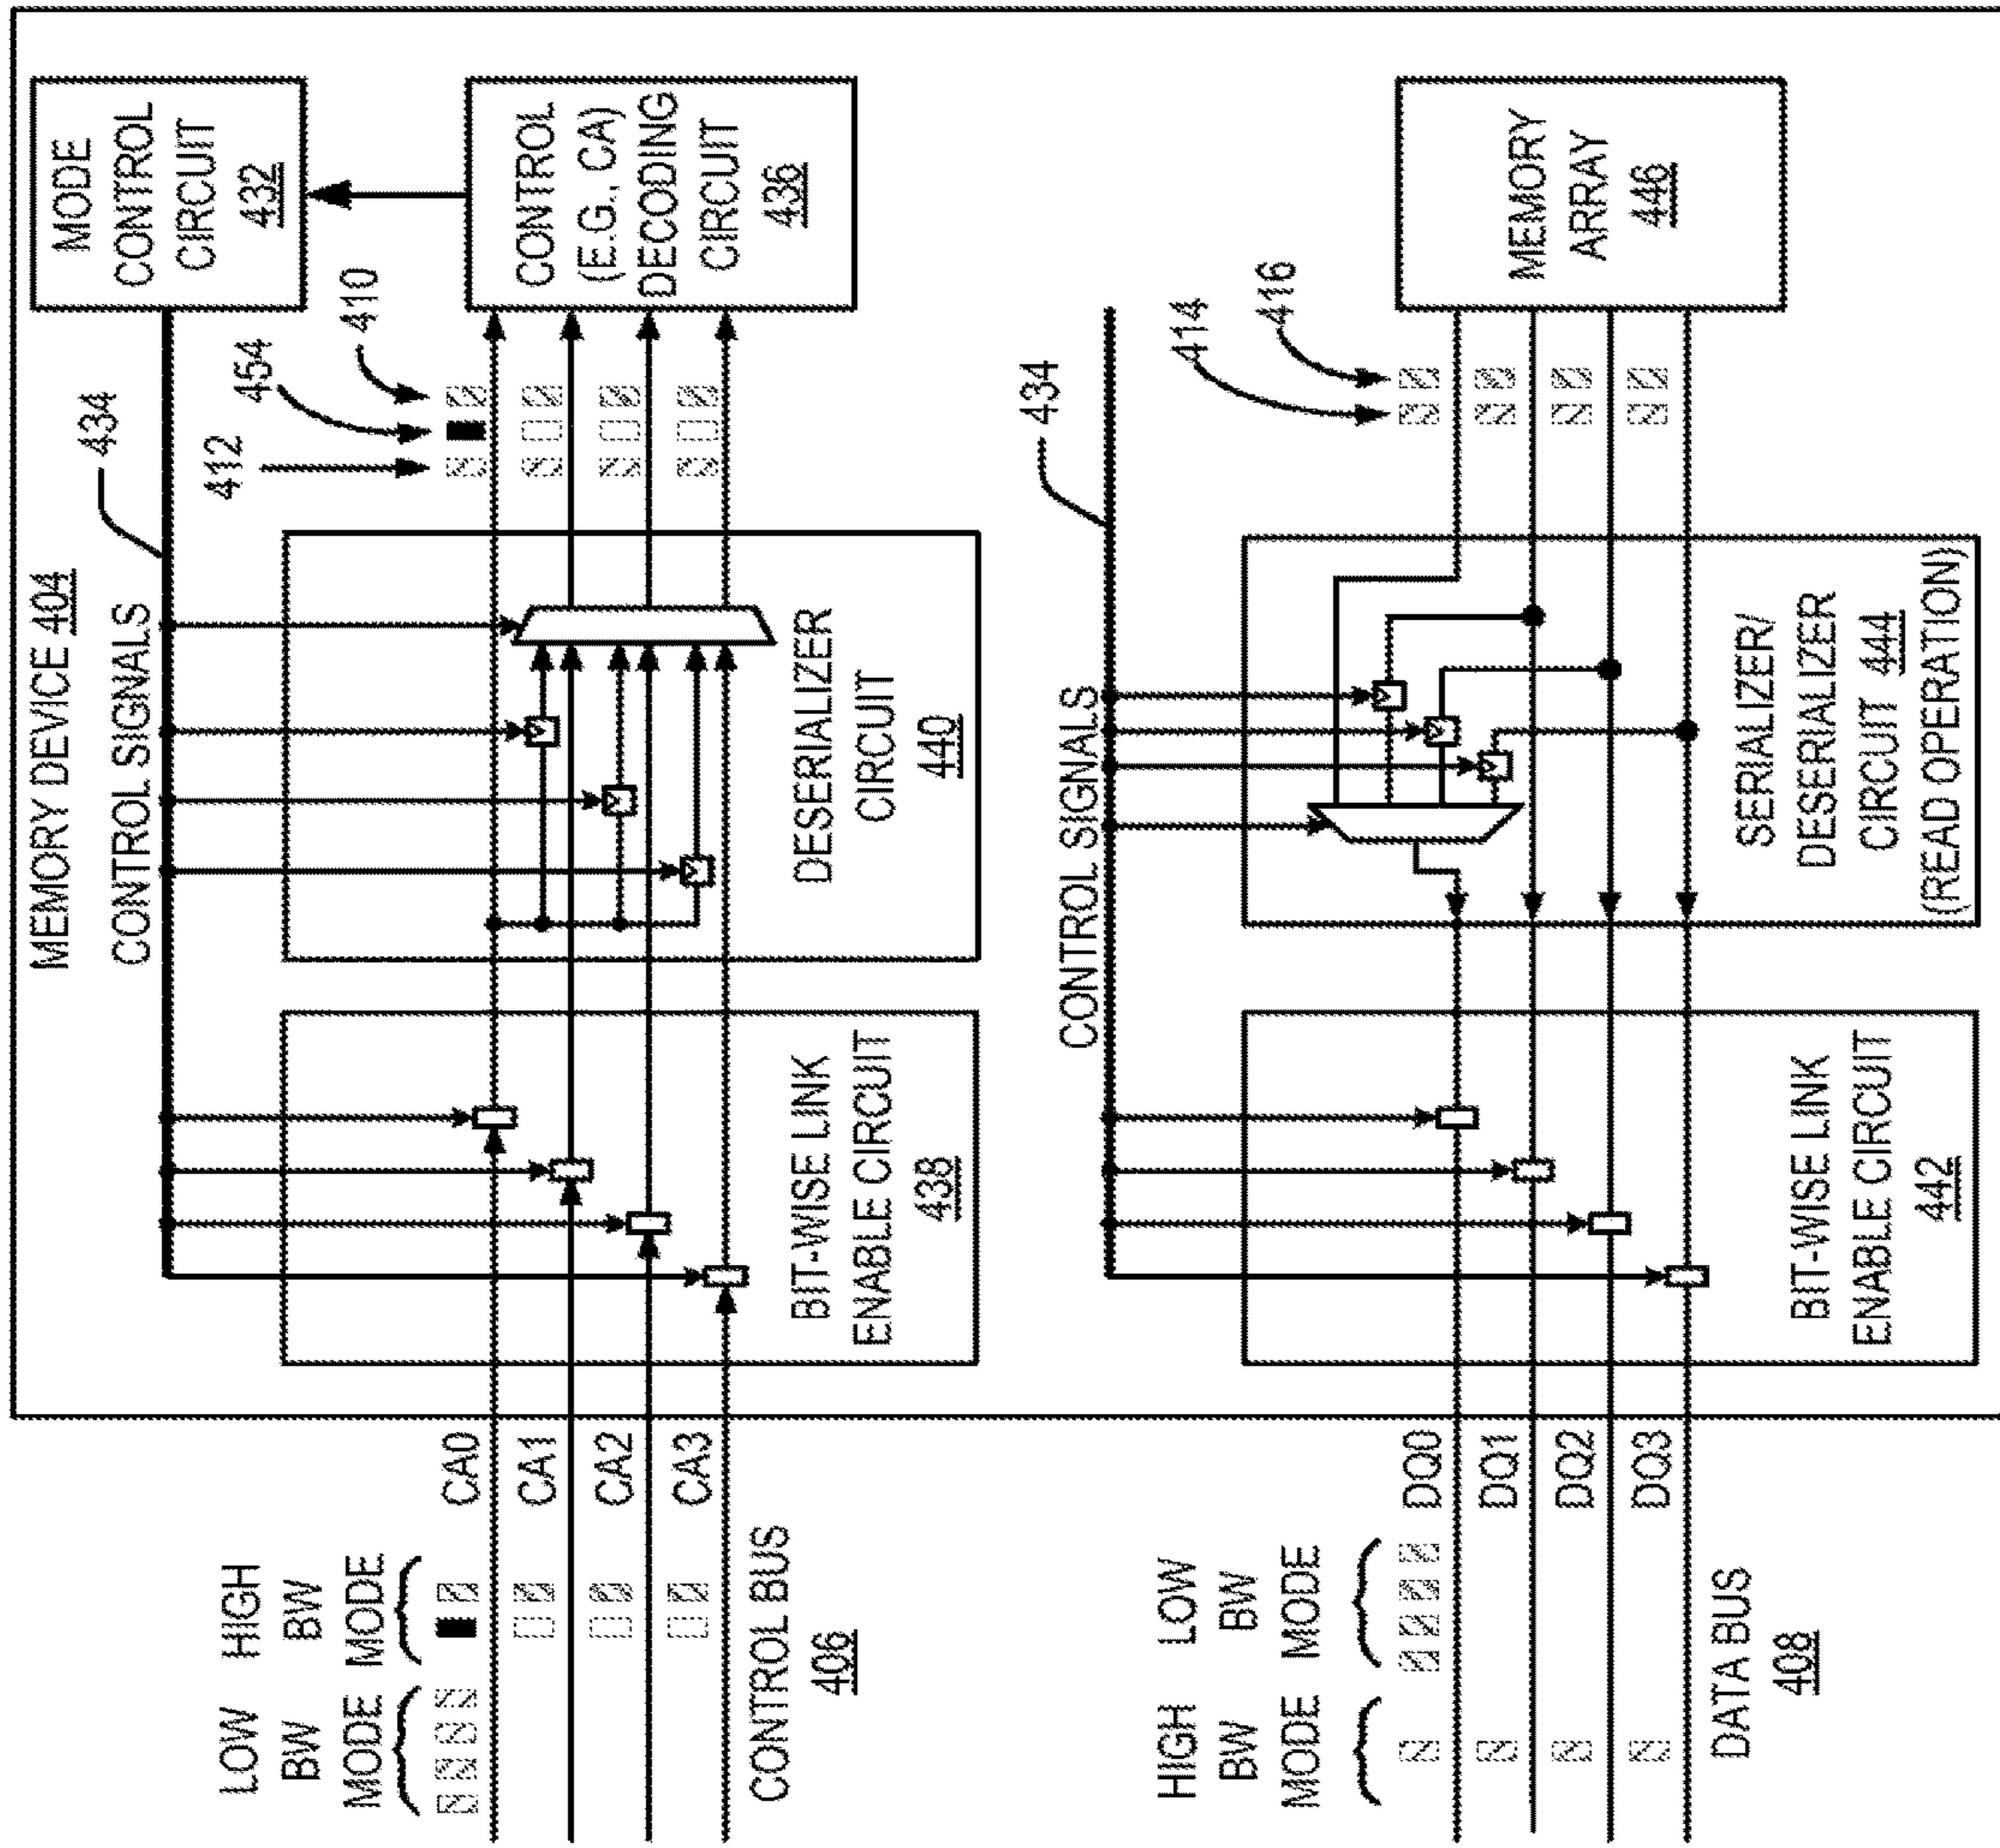 MEMORY DEVICE 404
CONTROL SIGNALS
434
MODE
CONTROL
CIRCUIT
432
412
454
410
CONTROL
(E.G., CA)
DECODING
CIRCUIT
436
DESERIALIZER
CIRCUIT
440
BIT-WISE LINK
ENABLE CIRCUIT
438
LOW
BW
MODE
HIGH
BW
MODE
CA0
CA1
CA2
CA3
CONTROL BUS
406
CONTROL SIGNALS
434
414
416
MEMORY
ARRAY
446
SERIALIZER/
DESERIALIZER
CIRCUIT 444
(READ OPERATION)
BIT-WISE LINK
ENABLE CIRCUIT
442
HIGH
BW
MODE
LOW
BW
MODE
DQ0
DQ1
DQ2
DQ3
DATA BUS
408